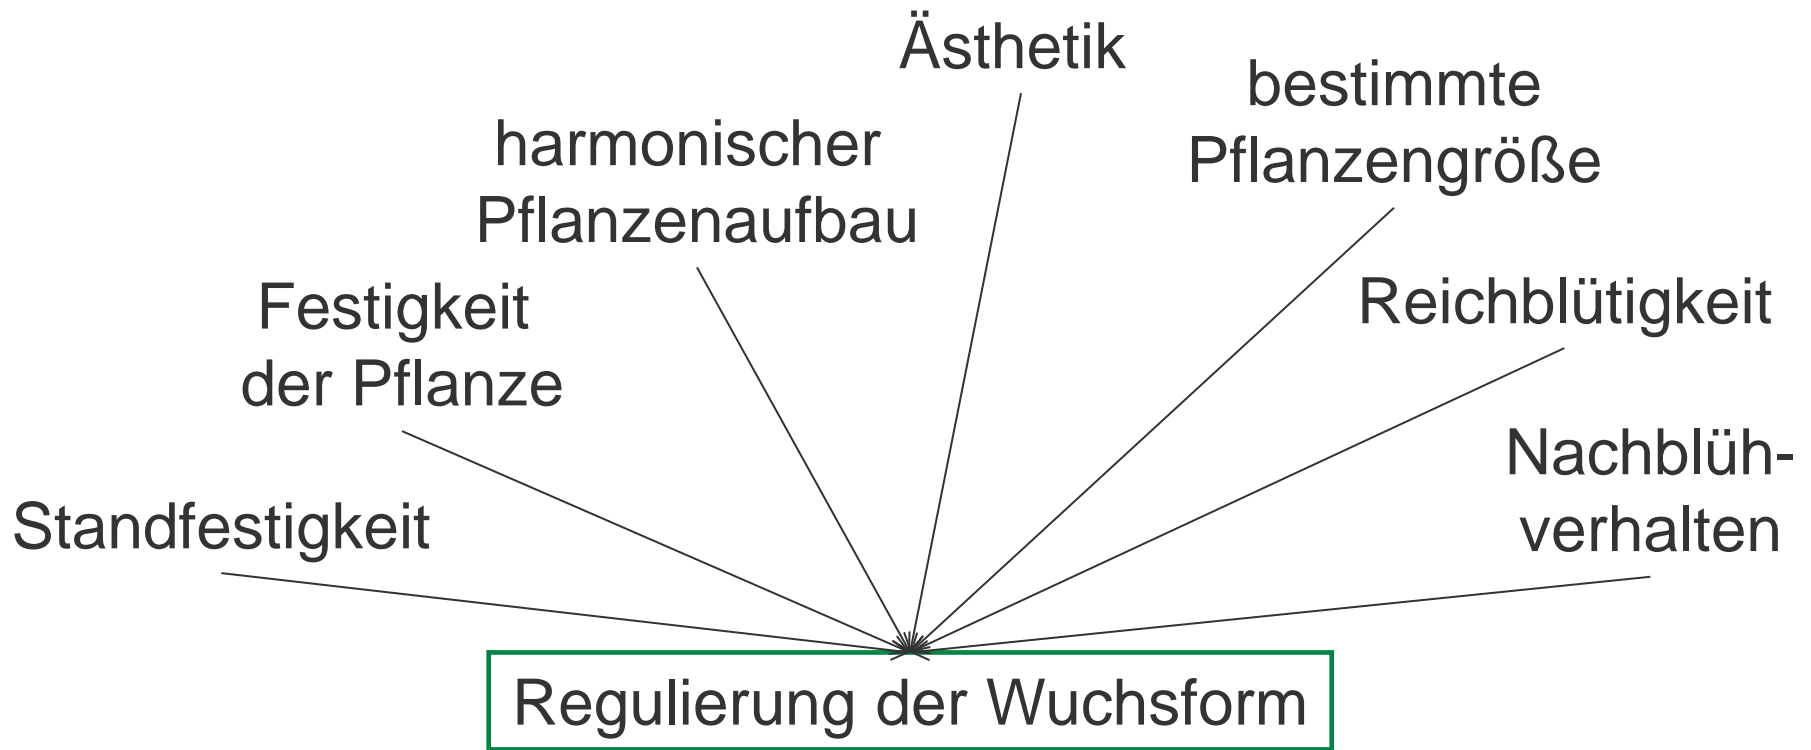 Ästhetik
bestimmte
Pflanzengröße
harmonischer
Pflanzenaufbau
Festigkeit
der Pflanze
Reichblütigkeit
Nachblüh-
verhalten
Standfestigkeit
Regulierung der Wuchsform